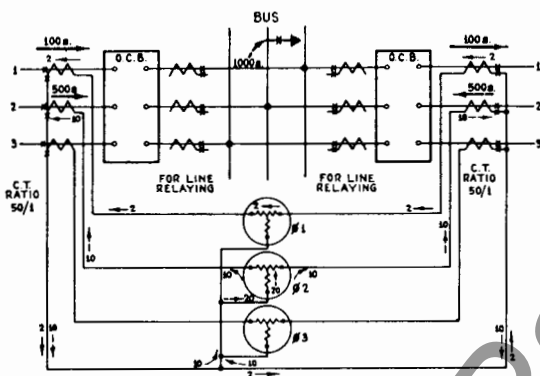 BUS
100a.
2
O.C.B.
1000a.
O.C.B.
100a.
2
1
1
500a
500a
2
10
10
2
3
3
C.T.
RATIO
50/1
FOR LINE
RELAYING
FOR LINE
RELAYING
C.T.
RATIO
50/1
2
2
2
ø1
10
10
10
10
20
ø2
20
ø3
2
10
10
10
10
2
2